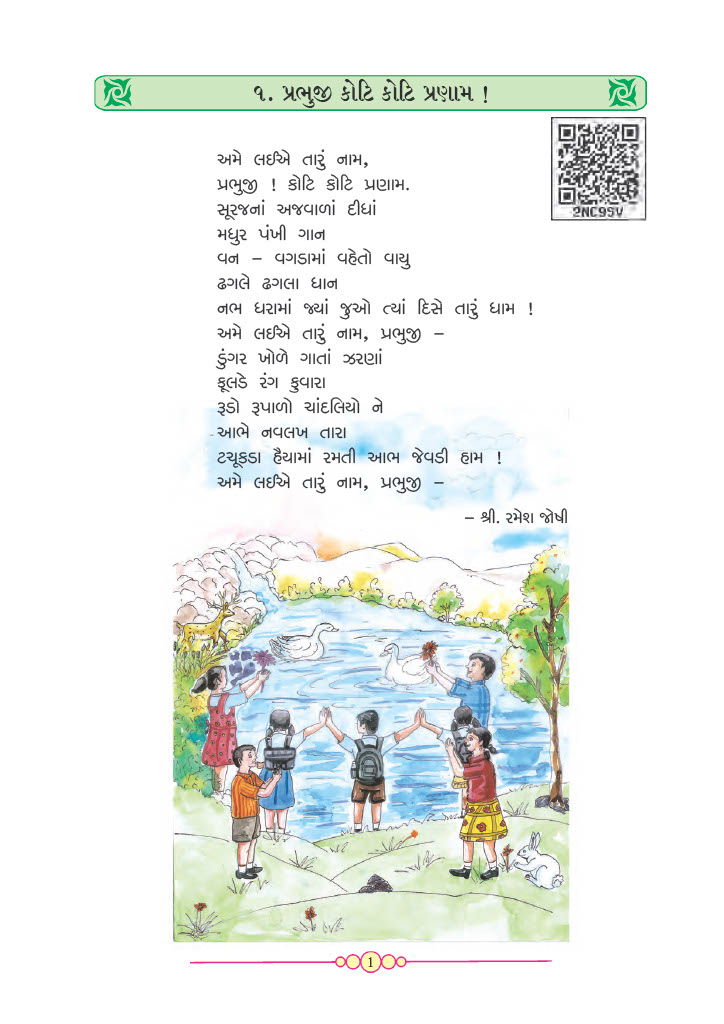 ૧. પ્રભુજી કોટિ કોટિ પ્રણામ !
2NC9SV
અમે લઈએ તારું નામ,
પ્રભુજી ! કોટિ કોટિ પ્રણામ.
સૂરજનાં અજવાળાં દીધાં
મધુર પંખી ગાન
વન – વગડામાં વહેતો વાયુ
ઢગલે ઢગલા ધાન
નભ ધરામાં જ્યાં જુઓ ત્યાં દિસે તારું ધામ !
અમે લઈએ તારું નામ, પ્રભુજી –
ડુંગર ખોળે ગાતાં ઝરણાં
ફૂલડે રંગ ફુવારા
રૂડો રૂપાળો ચાંદલિયો ને
આભે નવલખ તારા
ટચૂકડા હૈયામાં રમતી આભ જેવડી હામ !
અમે લઈએ તારું નામ, પ્રભુજી –
– શ્રી. રમેશ જોષી
1